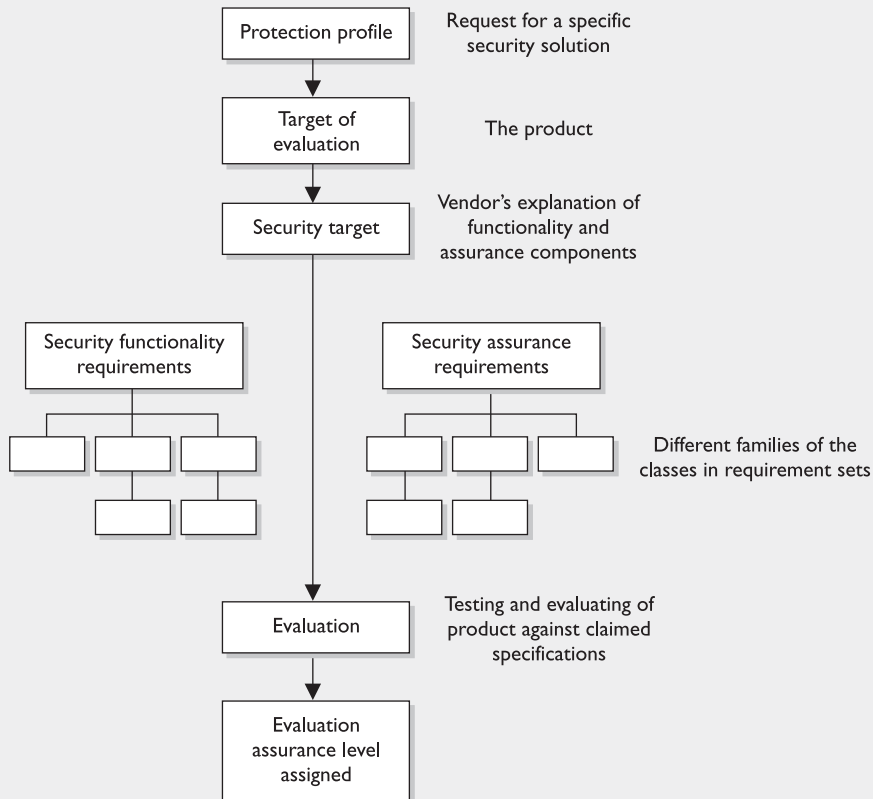 Protection profile
Request for a specific
security solution
Target of
evaluation
The product
Security target
Vendor’s explanation of
functionality and
assurance components
Security functionality
requirements
Security assurance
requirements
Different families of the
classes in requirement sets
Evaluation
Testing and evaluating of
product against claimed
specifications
Evaluation
assurance level
assigned